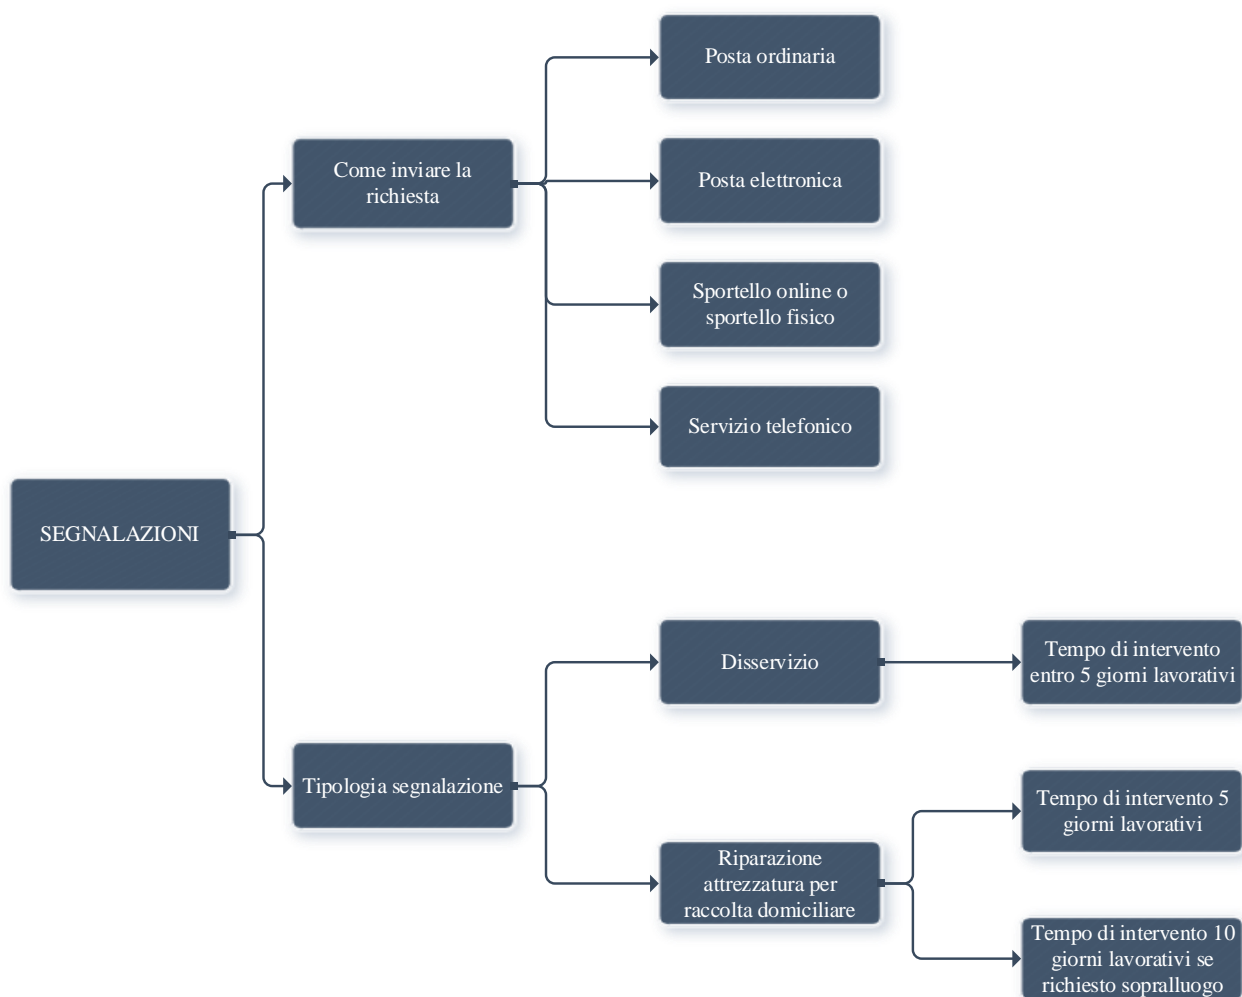 SEGNALAZIONI
Come inviare la
richiesta
Posta ordinaria
Posta elettronica
Sportello online o
sportello fisico
Servizio telefonico
Tipologia segnalazione
Disservizio
Tempo di intervento
entro 5 giorni lavorativi
Riparazione
attrezzatura per
raccolta domiciliare
Tempo di intervento 5
giorni lavorativi
Tempo di intervento 10
giorni lavorativi se
richiesto sopralluogo